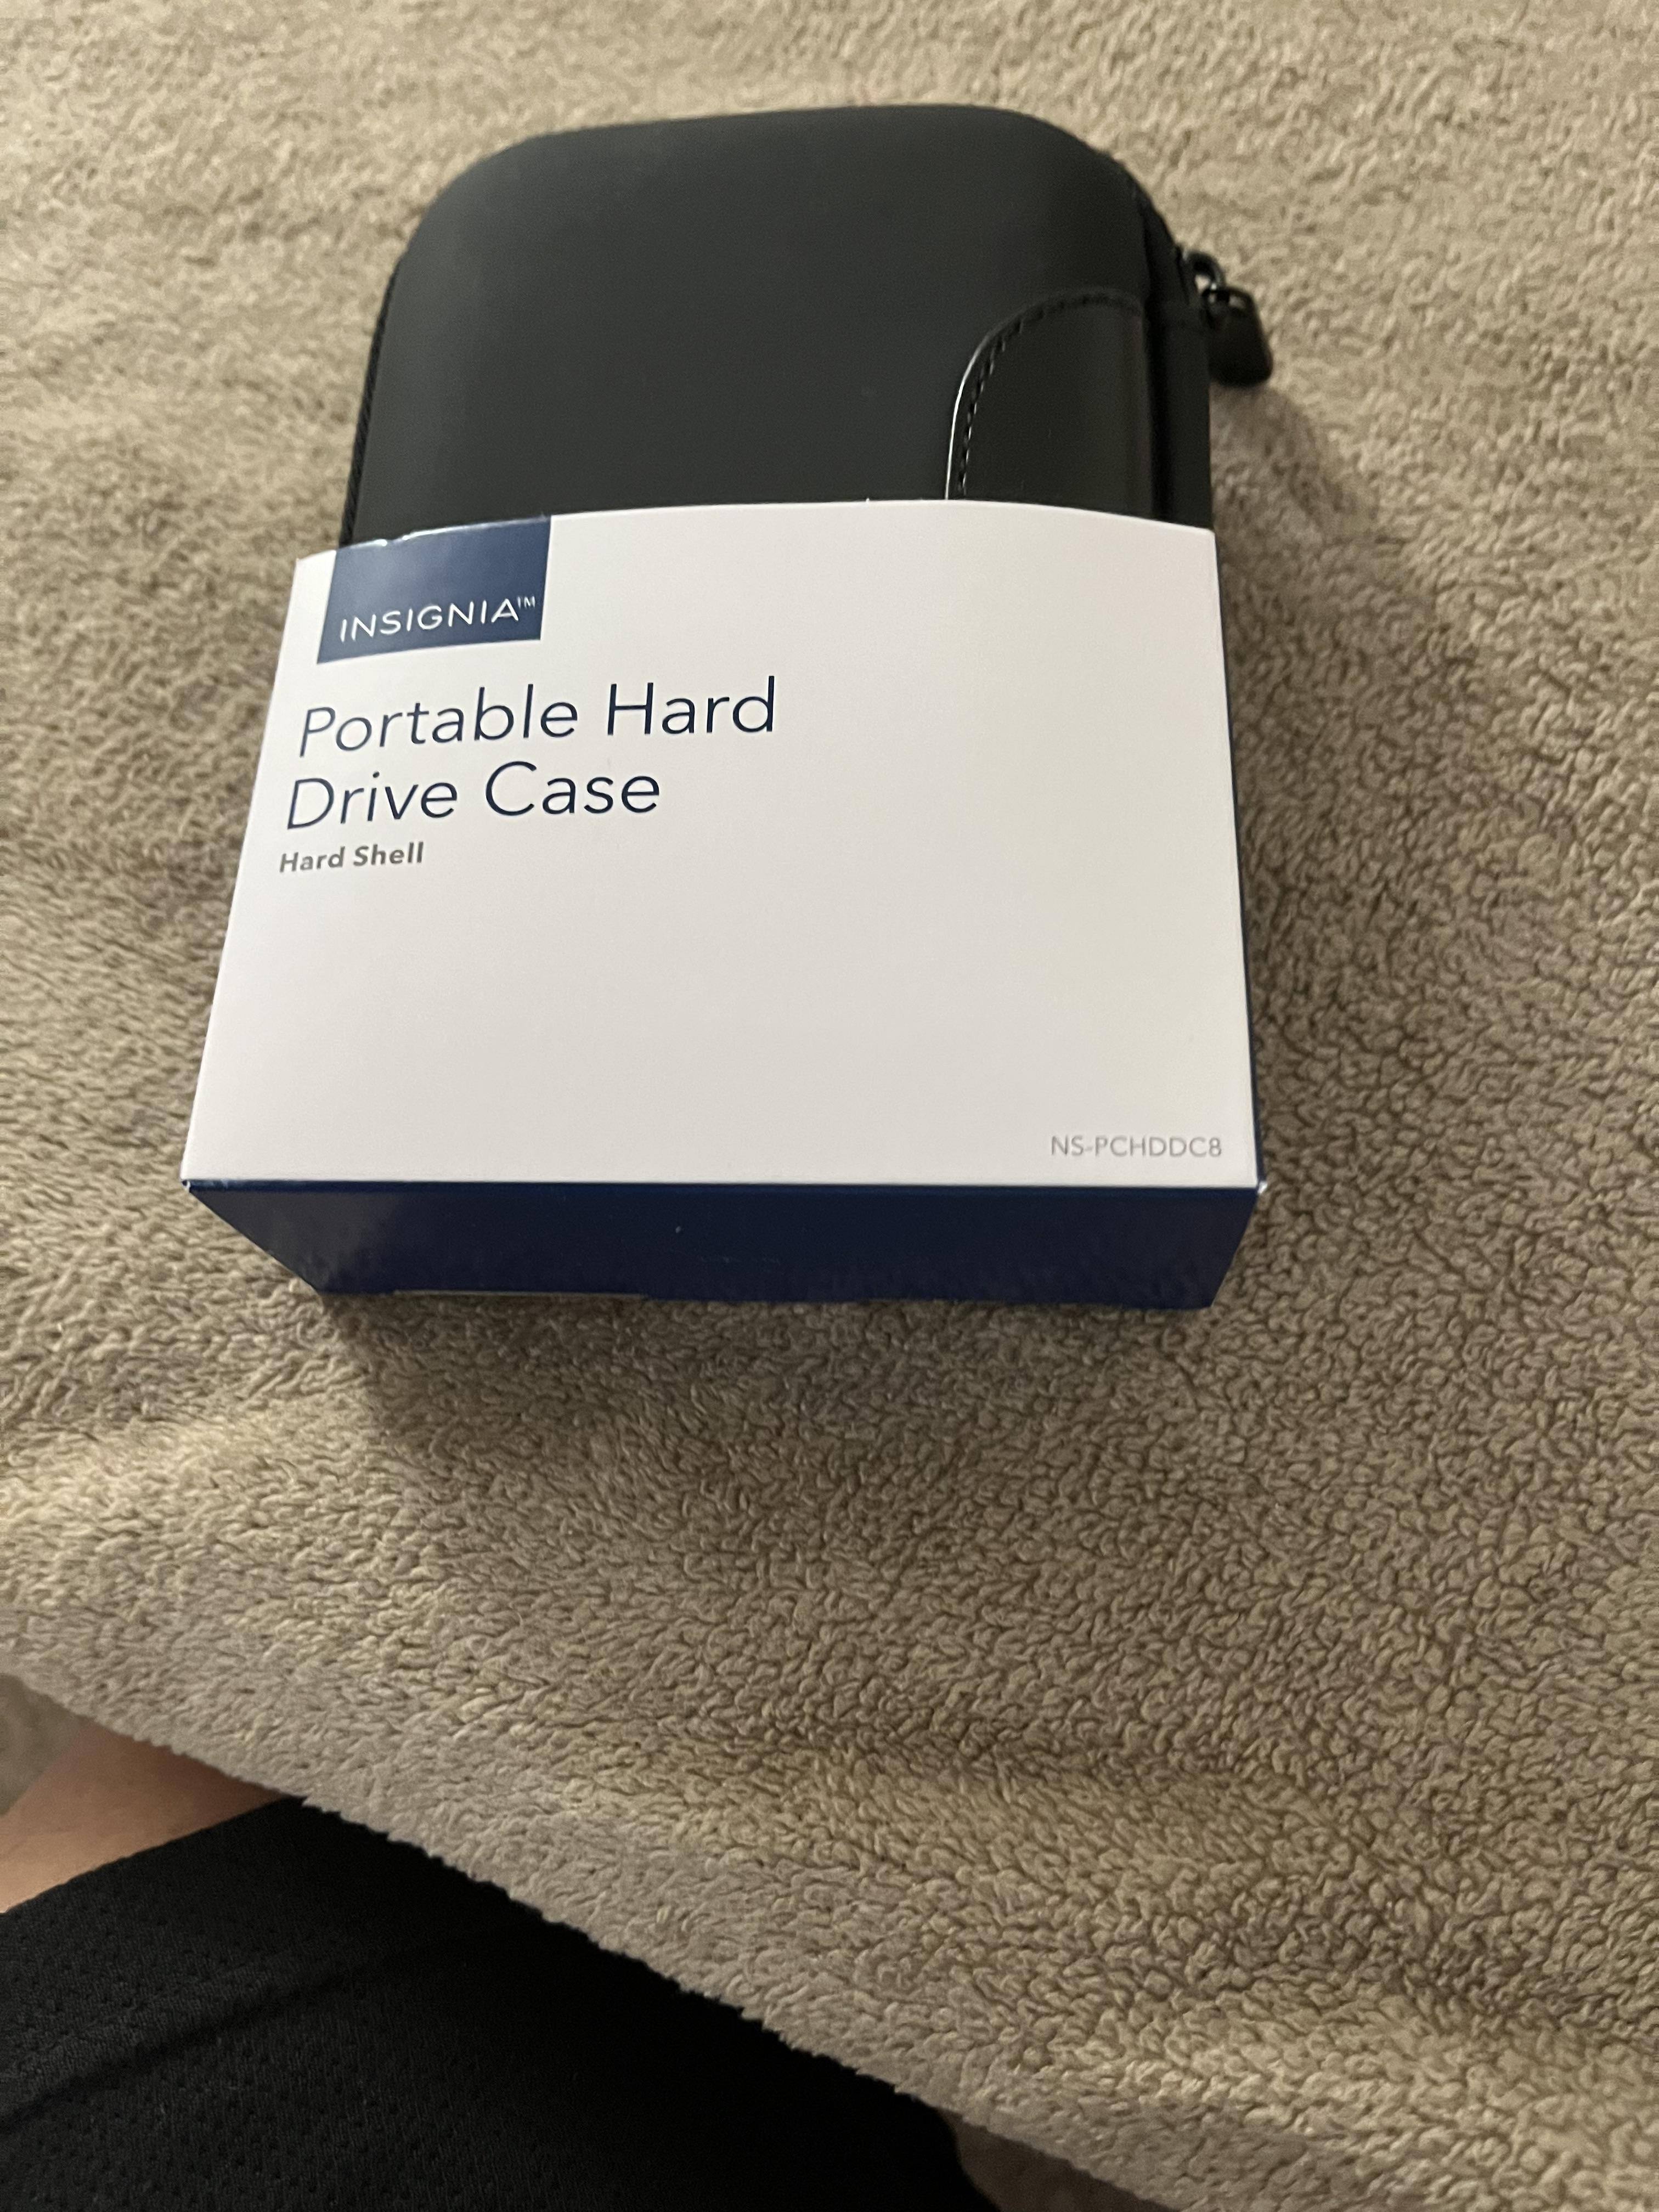 INSIGNIA™
Portable Hard
Drive Case
Hard Shell
NS-PCHDDC8